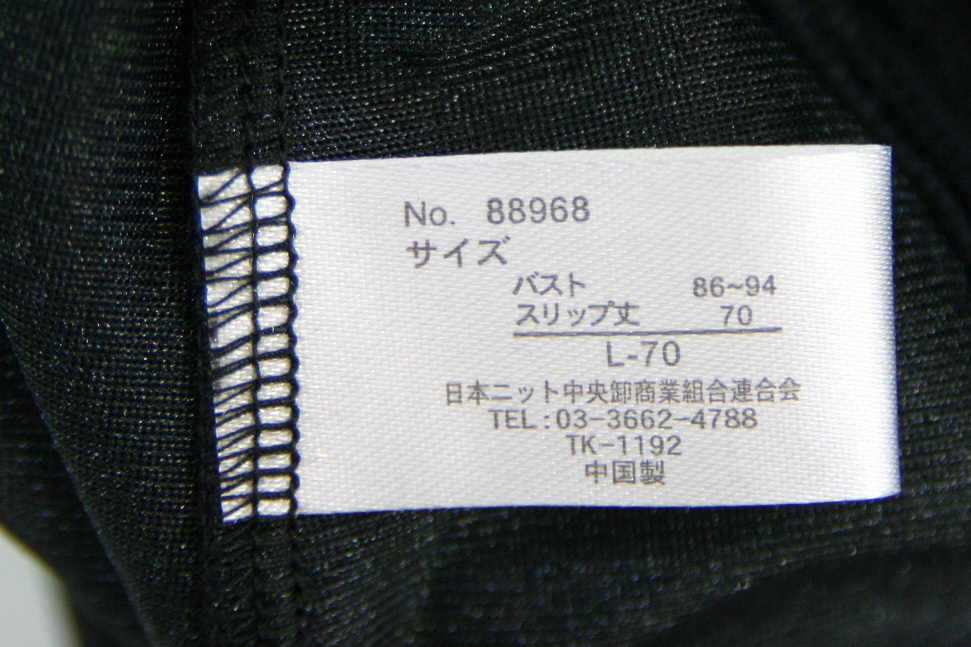 No. 88968
サイズ
バスト 86~94
スリップ丈 70
L-70
日本ニット中央卸商業組合連合会
TEL:03-3662-4788
TK-1192
中国製